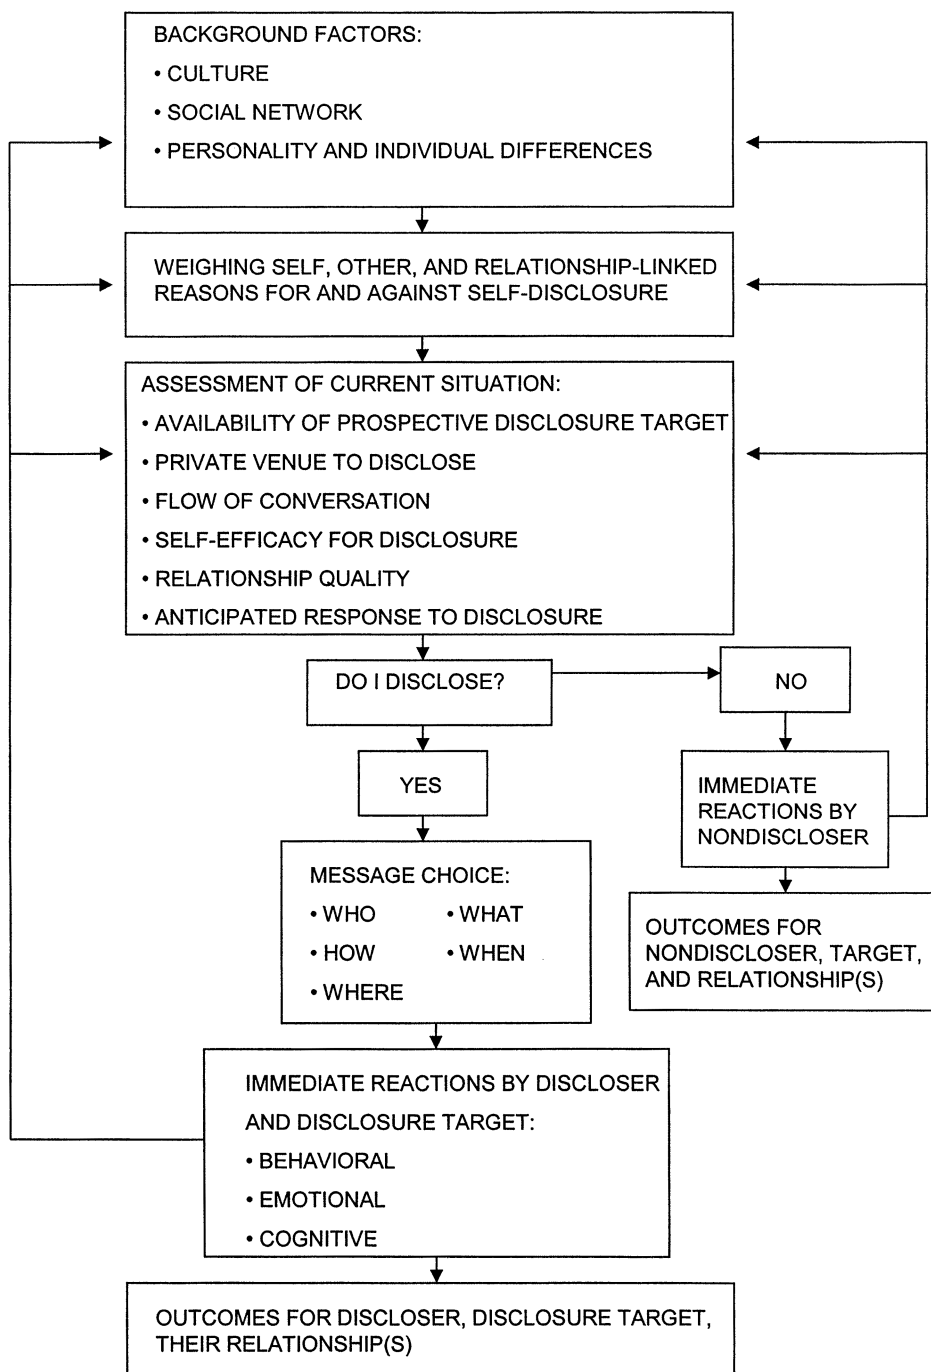 BACKGROUND FACTORS:
• CULTURE
• SOCIAL NETWORK
• PERSONALITY AND INDIVIDUAL DIFFERENCES
WEIGHING SELF, OTHER, AND RELATIONSHIP-LINKED
REASONS FOR AND AGAINST SELF-DISCLOSURE
ASSESSMENT OF CURRENT SITUATION:
• AVAILABILITY OF PROSPECTIVE DISCLOSURE TARGET
• PRIVATE VENUE TO DISCLOSE
• FLOW OF CONVERSATION
• SELF-EFFICACY FOR DISCLOSURE
• RELATIONSHIP QUALITY
• ANTICIPATED RESPONSE TO DISCLOSURE
DO I DISCLOSE?
NO
YES
IMMEDIATE
REACTIONS BY
NONDISCLOSER
MESSAGE CHOICE:
• WHO • WHAT
• HOW • WHEN
• WHERE
OUTCOMES FOR
NONDISCLOSER, TARGET,
AND RELATIONSHIP(S)
IMMEDIATE REACTIONS BY DISCLOSER
AND DISCLOSURE TARGET:
• BEHAVIORAL
• EMOTIONAL
• COGNITIVE
OUTCOMES FOR DISCLOSER, DISCLOSURE TARGET,
THEIR RELATIONSHIP(S)